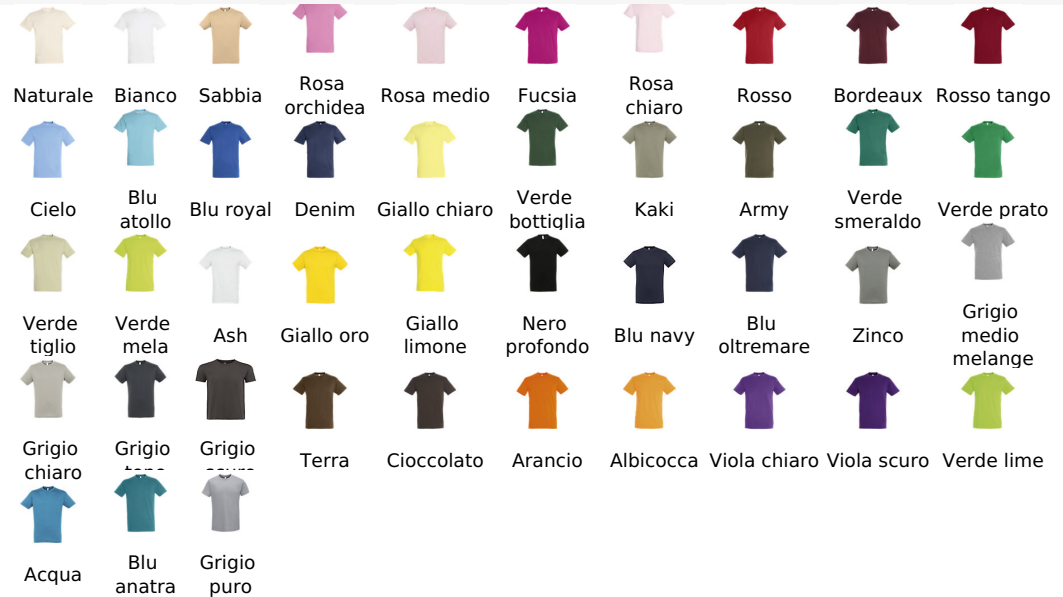 Naturale Bianco Sabbia Rosa orchidea Rosa medio Fucsia Rosa chiaro Rosso Bordeaux Rosso tango
Cielo Blu atollo Blu royal Denim Giallo chiaro Verde bottiglia Kaki Army Verde smeraldo Verde prato
Verde tiglio Verde mela Ash Giallo oro Giallo limone Nero profondo Blu navy Blu oltremare Zinco Grigio medio melange
Grigio chiaro Grigio Grigio Terra Cioccolato Arancio Albicocca Viola chiaro Viola scuro Verde lime
Acqua Blu anatra Grigio puro